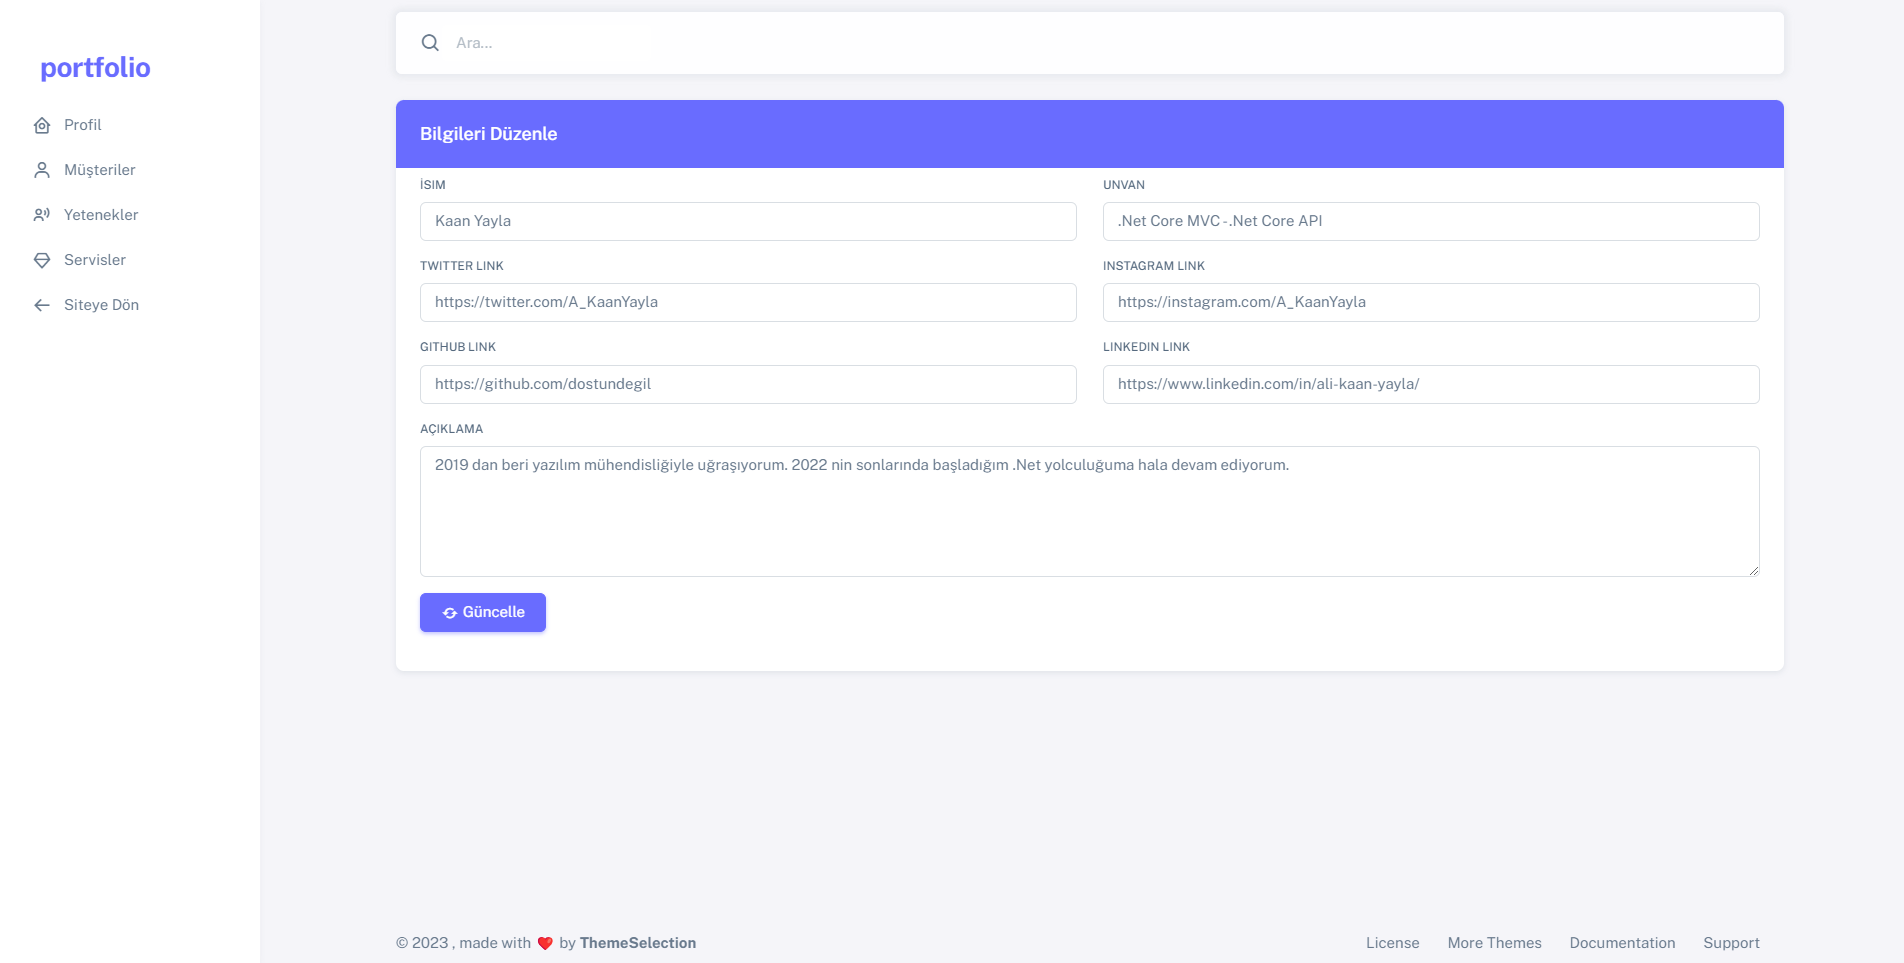 portfolio
Profil
Müşteriler
Yetenekler
Servisler
Siteye Dön
Ara...
Bilgileri Düzenle
İSIM
UNVAN
Kaan Yayla
.Net Core MVC - .Net Core API
TWITTER LINK
INSTAGRAM LINK
https://twitter.com/A_KaanYayla
https://instagram.com/A_KaanYayla
GITHUB LINK
LINKEDIN LINK
https://github.com/dostundegil
https://www.linkedin.com/in/ali-kaan-yayla/
AÇIKLAMA
2019 dan beri yazılım mühendisliğiyle uğraşıyorum. 2022 nin sonlarında başladığım .Net yolculuğuma hala devam ediyorum.
Güncelle
© 2023 , made with ❤️ by ThemeSelection
License More Themes Documentation Support